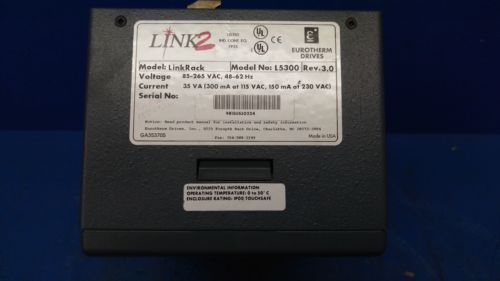 LINK2
LISTED
IND. CONT. EQ.
EUROTHERM
DRIVES
Model: LinkRack Model No: L5300 Rev. 3.0
Voltage 85-265 VAC, 48-62 Hz
Current 35 VA (300 mA at 115 VAC, 150 mA at 230 VAC)
Serial No:
Notice: Read product manual for installation and safety information
Eurotherm Drives, Inc.
Made in USA
ENVIRONMENTAL INFORMATION
OPERATING TEMPERATURE: 0 to 50° C
ENCLOSURE RATING: IP00 TOUCHSAFE